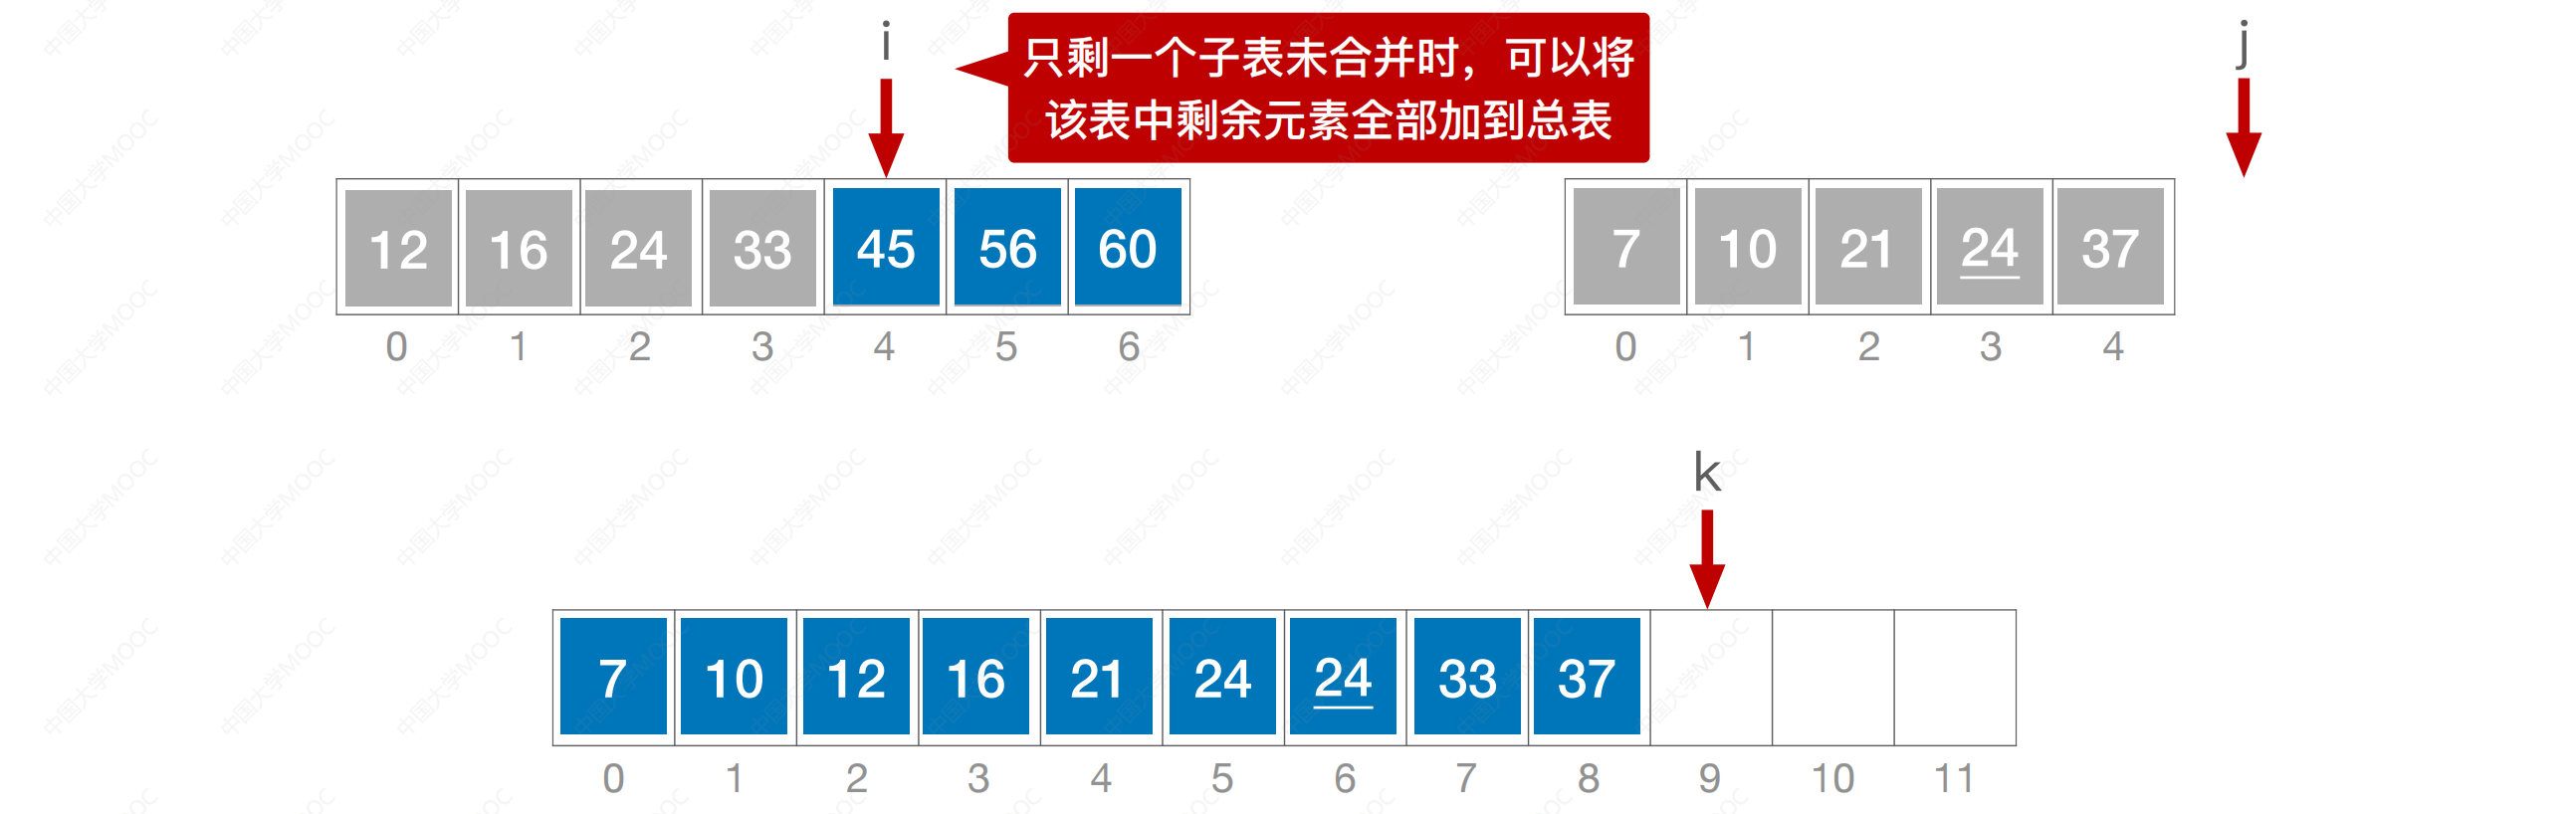 i
只剩一个子表未合并时，可以将
该表中剩余元素全部加到总表
j
12 16 24 33 45 56 60
0 1 2 3 4 5 6
7 10 21 24 37
0 1 2 3 4
k
7 10 12 16 21 24 24 33 37
0 1 2 3 4 5 6 7 8 9 10 11
中国大学MOOC